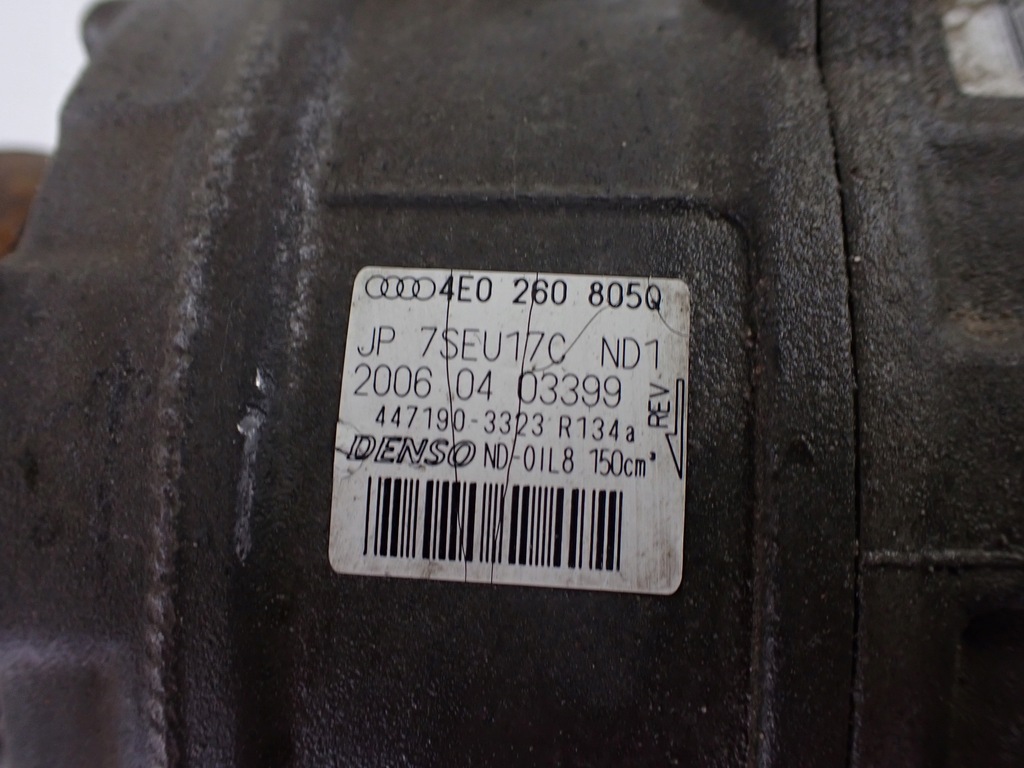 4E0 260 805Q
JP 7SEU17C ND1
2006 04 03399
447190-3323 R134a
REV
DENSO ND-OIL8 150cm³